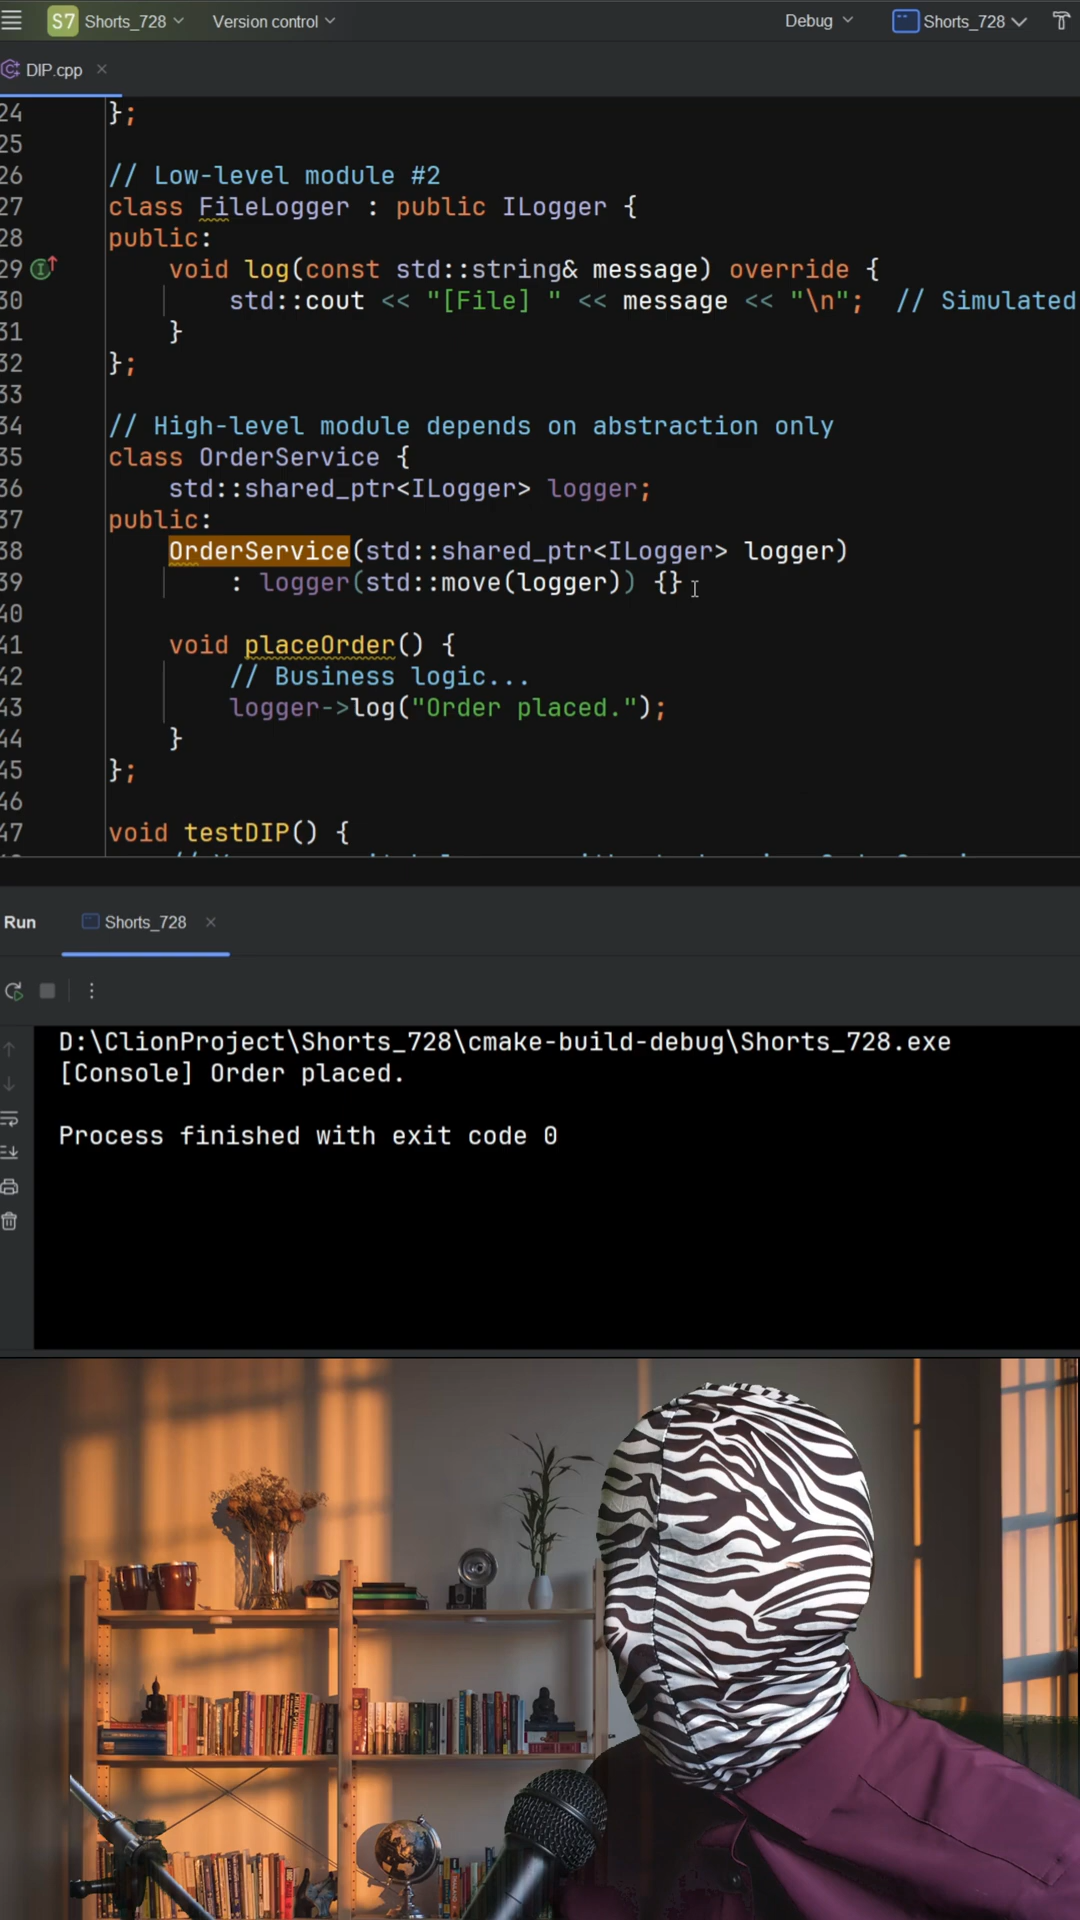 S7 Shorts_728 Version control Debug Shorts_728
DIP.cpp
24 };
25
26 // Low-level module #2
27 class FileLogger : public ILogger {
28 public:
29 void log(const std::string& message) override {
30 std::cout << "[File] " << message << "\n"; // Simulated
31 }
32 };
33
34 // High-level module depends on abstraction only
35 class OrderService {
36 std::shared_ptr<ILogger> logger;
37 public:
38 OrderService(std::shared_ptr<ILogger> logger)
39 : logger(std::move(logger)) {}
40
41 void placeOrder() {
42 // Business logic...
43 logger->log("Order placed.");
44 }
45 };
46
47 void testDIP() {
Run Shorts_728
D:\ClionProject\Shorts_728\cmake-build-debug\Shorts_728.exe
[Console] Order placed.
Process finished with exit code 0